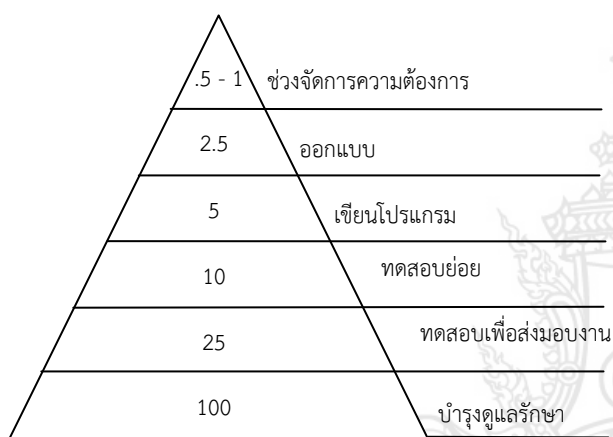 .5 - 1 ช่วงจัดการความต้องการ
2.5 ออกแบบ
5 เขียนโปรแกรม
10 ทดสอบย่อย
25 ทดสอบเพื่อส่งมอบงาน
100 บำรุงดูแลรักษา